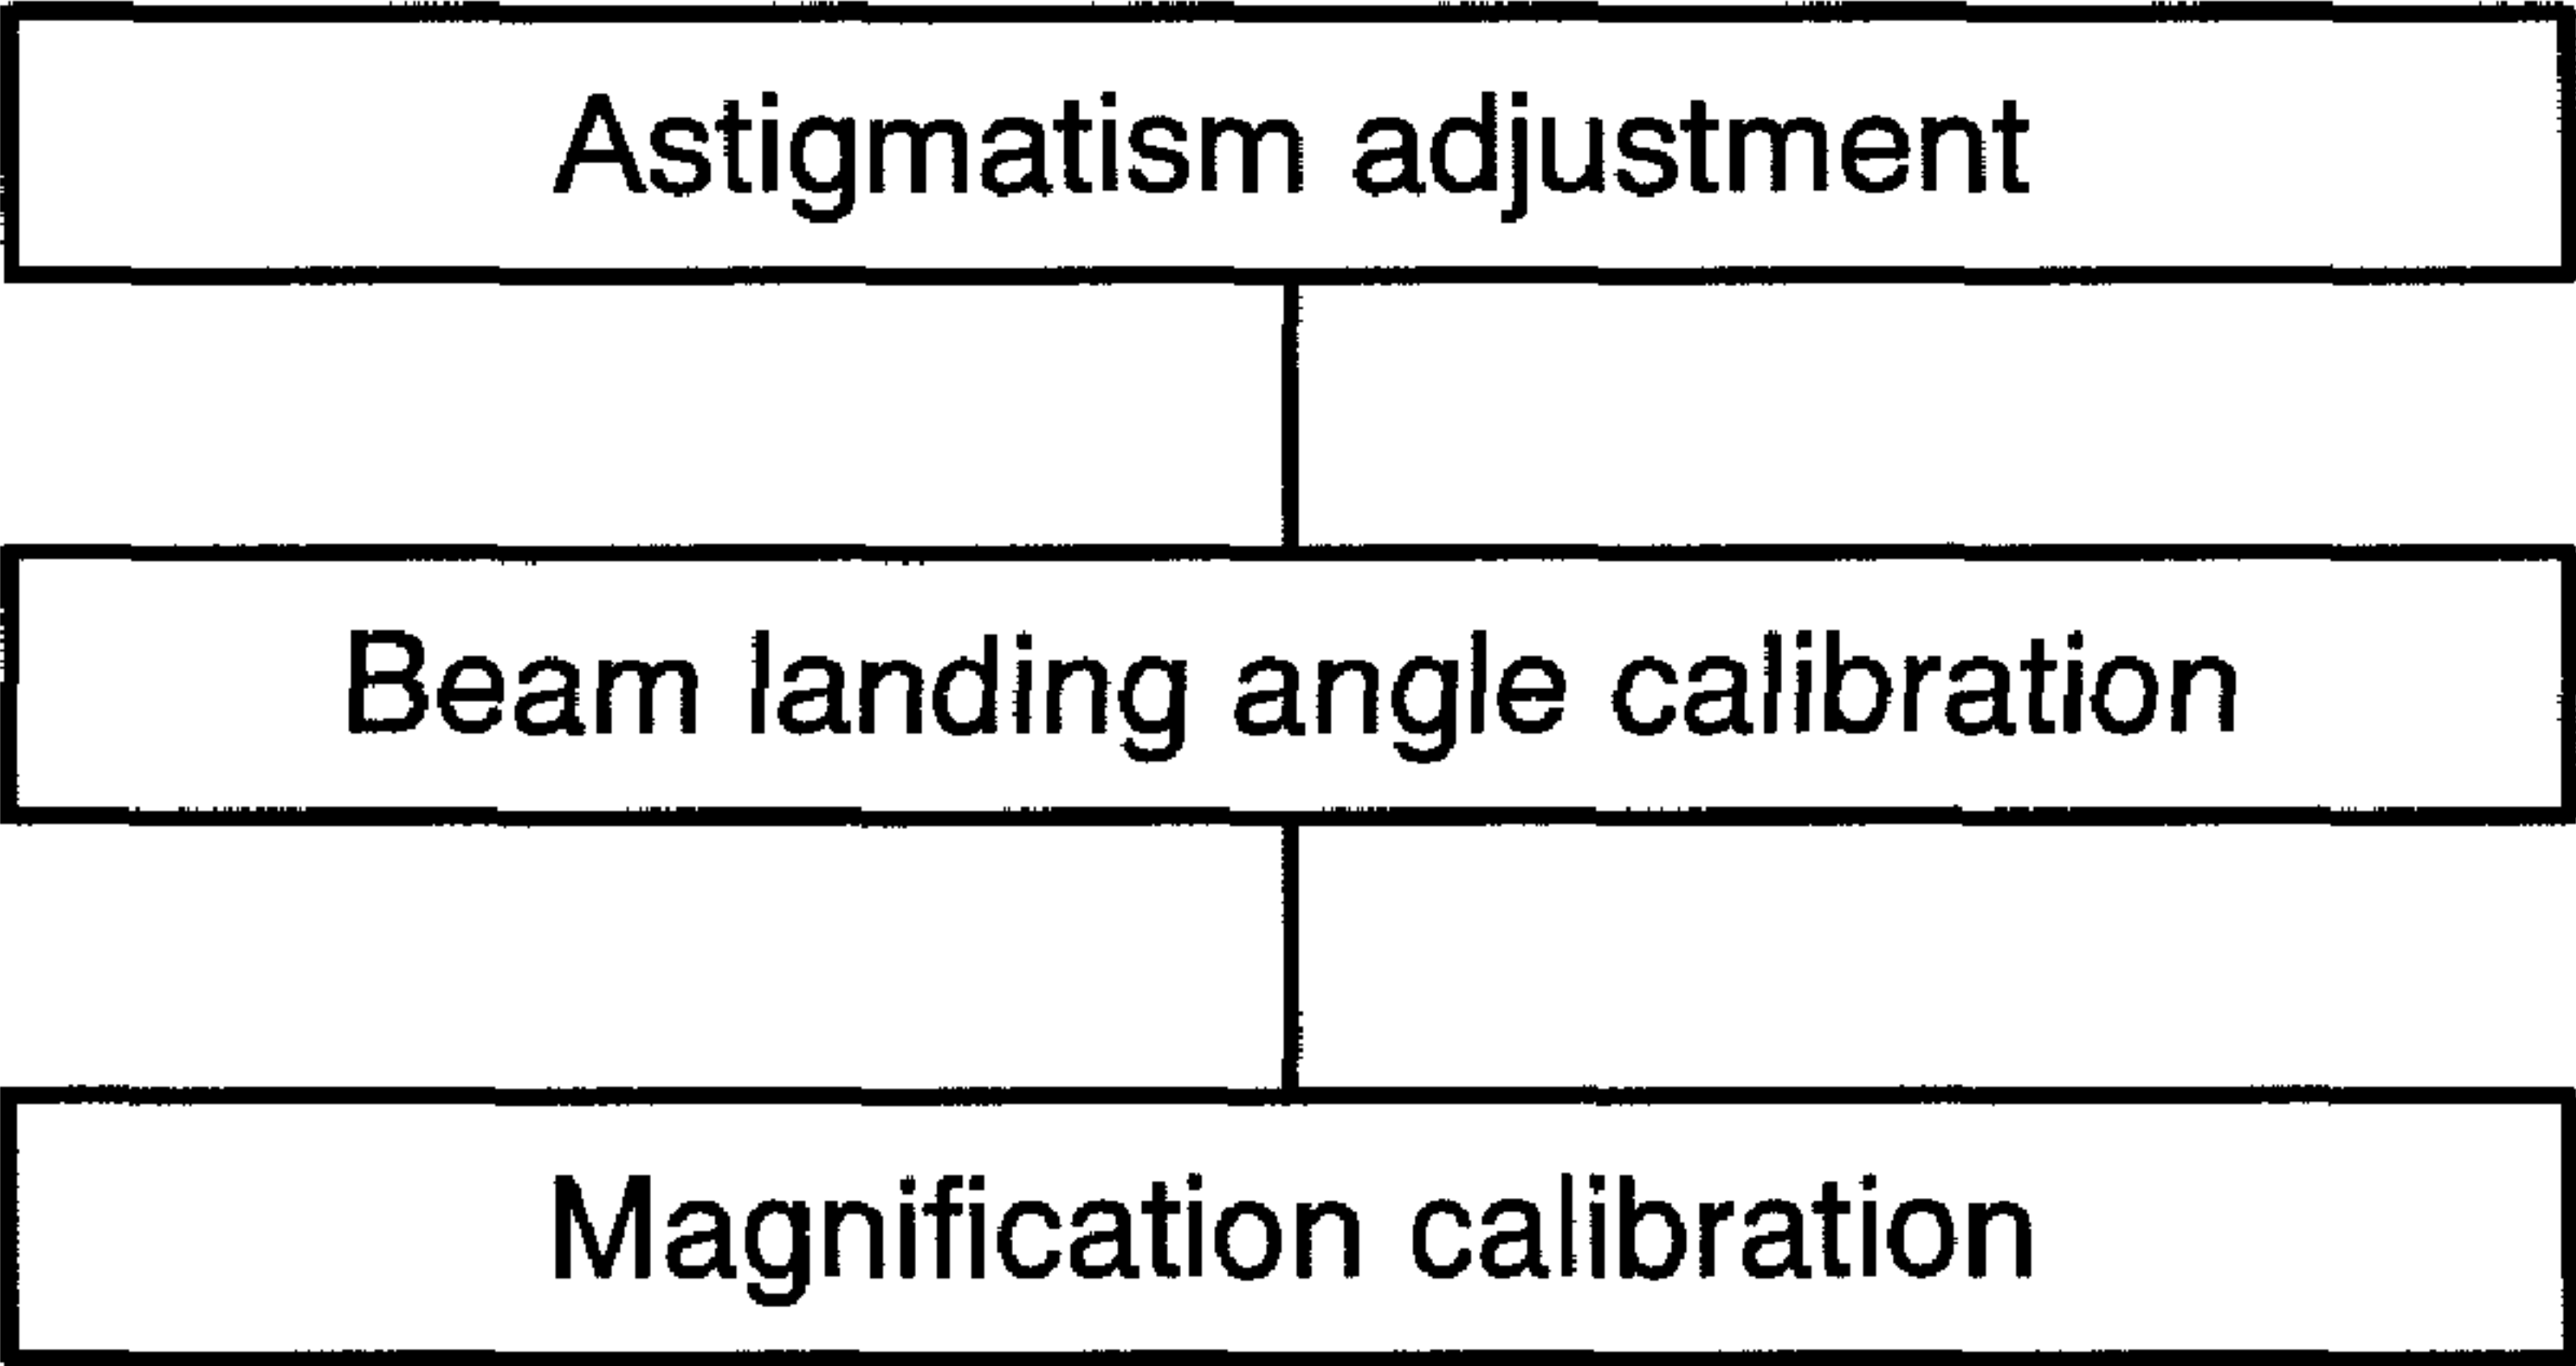 Astigmatism adjustment
Beam landing angle calibration
Magnification calibration